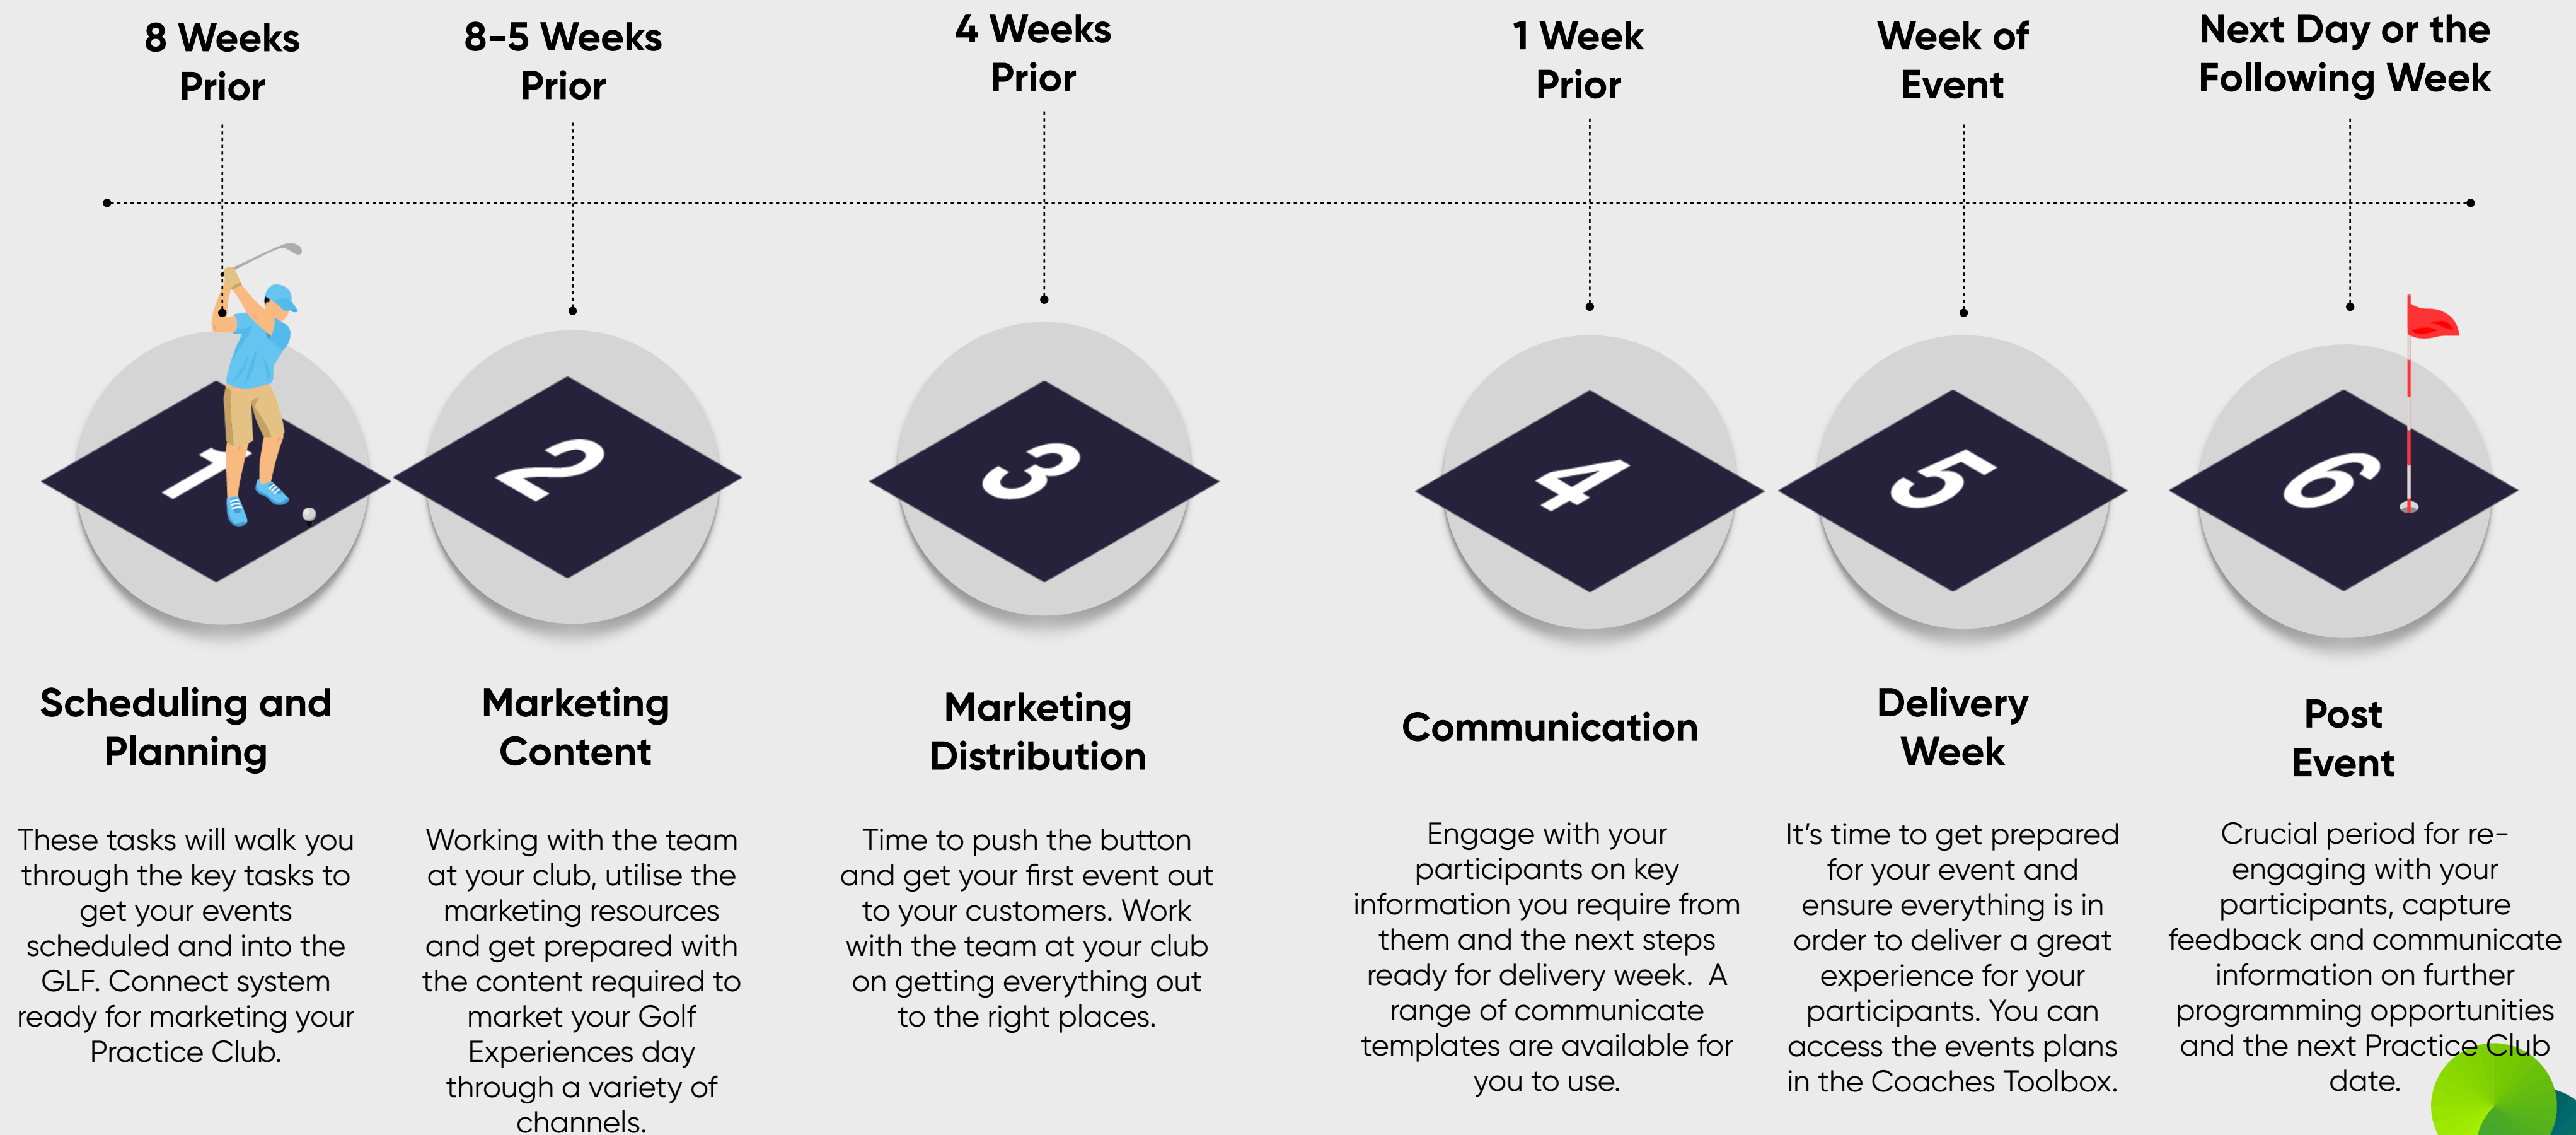 8 Weeks
Prior
8-5 Weeks
Prior
4 Weeks
Prior
1 Week
Prior
Week of
Event
Next Day or the
Following Week
1
2
3
4
5
6
Scheduling and
Planning
These tasks will walk you
through the key tasks to
get your events
scheduled and into the
GLF. Connect system
ready for marketing your
Practice Club.
Marketing
Content
Working with the team
at your club, utilise the
marketing resources
and get prepared with
the content required to
market your Golf
Experiences day
through a variety of
channels.
Marketing
Distribution
Time to push the button
and get your first event out
to your customers. Work
with the team at your club
on getting everything out
to the right places.
Communication
Engage with your
participants on key
information you require from
them and the next steps
ready for delivery week.  A
range of communicate
templates are available for
you to use.
Delivery
Week
It’s time to get prepared
for your event and
ensure everything is in
order to deliver a great
experience for your
participants. You can
access the events plans
in the Coaches Toolbox.
Post
Event
Crucial period for re-
engaging with your
participants, capture
feedback and communicate
information on further
programming opportunities
and the next Practice Club
date.